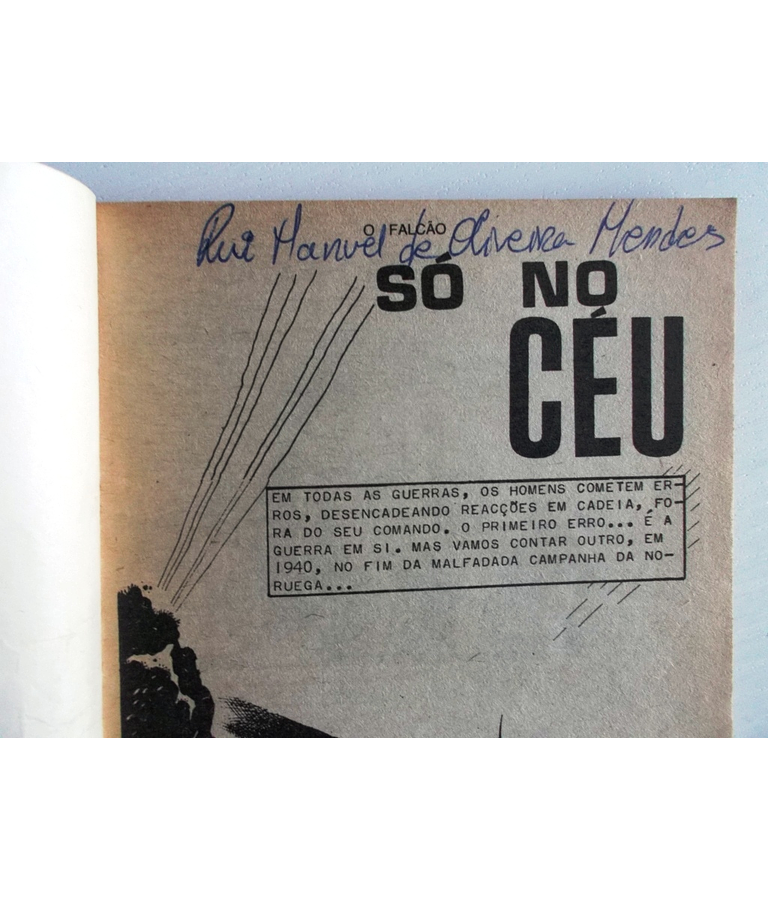 O FALCÃO
Rui Manuel de Oliveira Mendes
SÓ NO
CÉU
EM TODAS AS GUERRAS, OS HOMENS COMETEM ER-
ROS, DESENCADEANDO REACÇÕES EM CADEIA, FO-
RA DO SEU COMANDO. O PRIMEIRO ERRO... É A
GUERRA EM SI. MAS VAMOS CONTAR OUTRO, EM
1940, NO FIM DA MALFADADA CAMPANHA DA NO-
RUEGA...